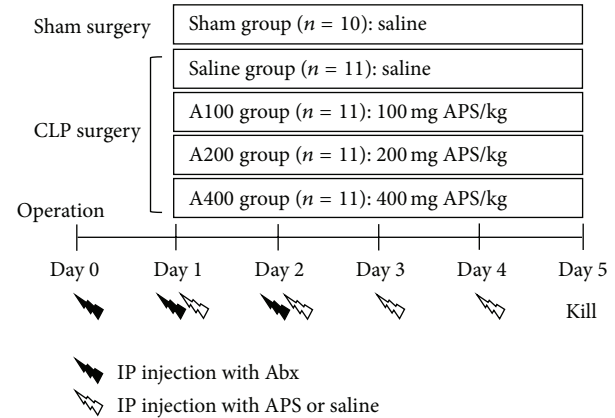 Sham surgery
Sham group (n = 10): saline
Saline group (n = 11): saline
CLP surgery
A100 group (n = 11): 100 mg APS/kg
A200 group (n = 11): 200 mg APS/kg
A400 group (n = 11): 400 mg APS/kg
Operation
Day 0 Day 1 Day 2 Day 3 Day 4 Day 5
Kill
IP injection with Abx
IP injection with APS or saline